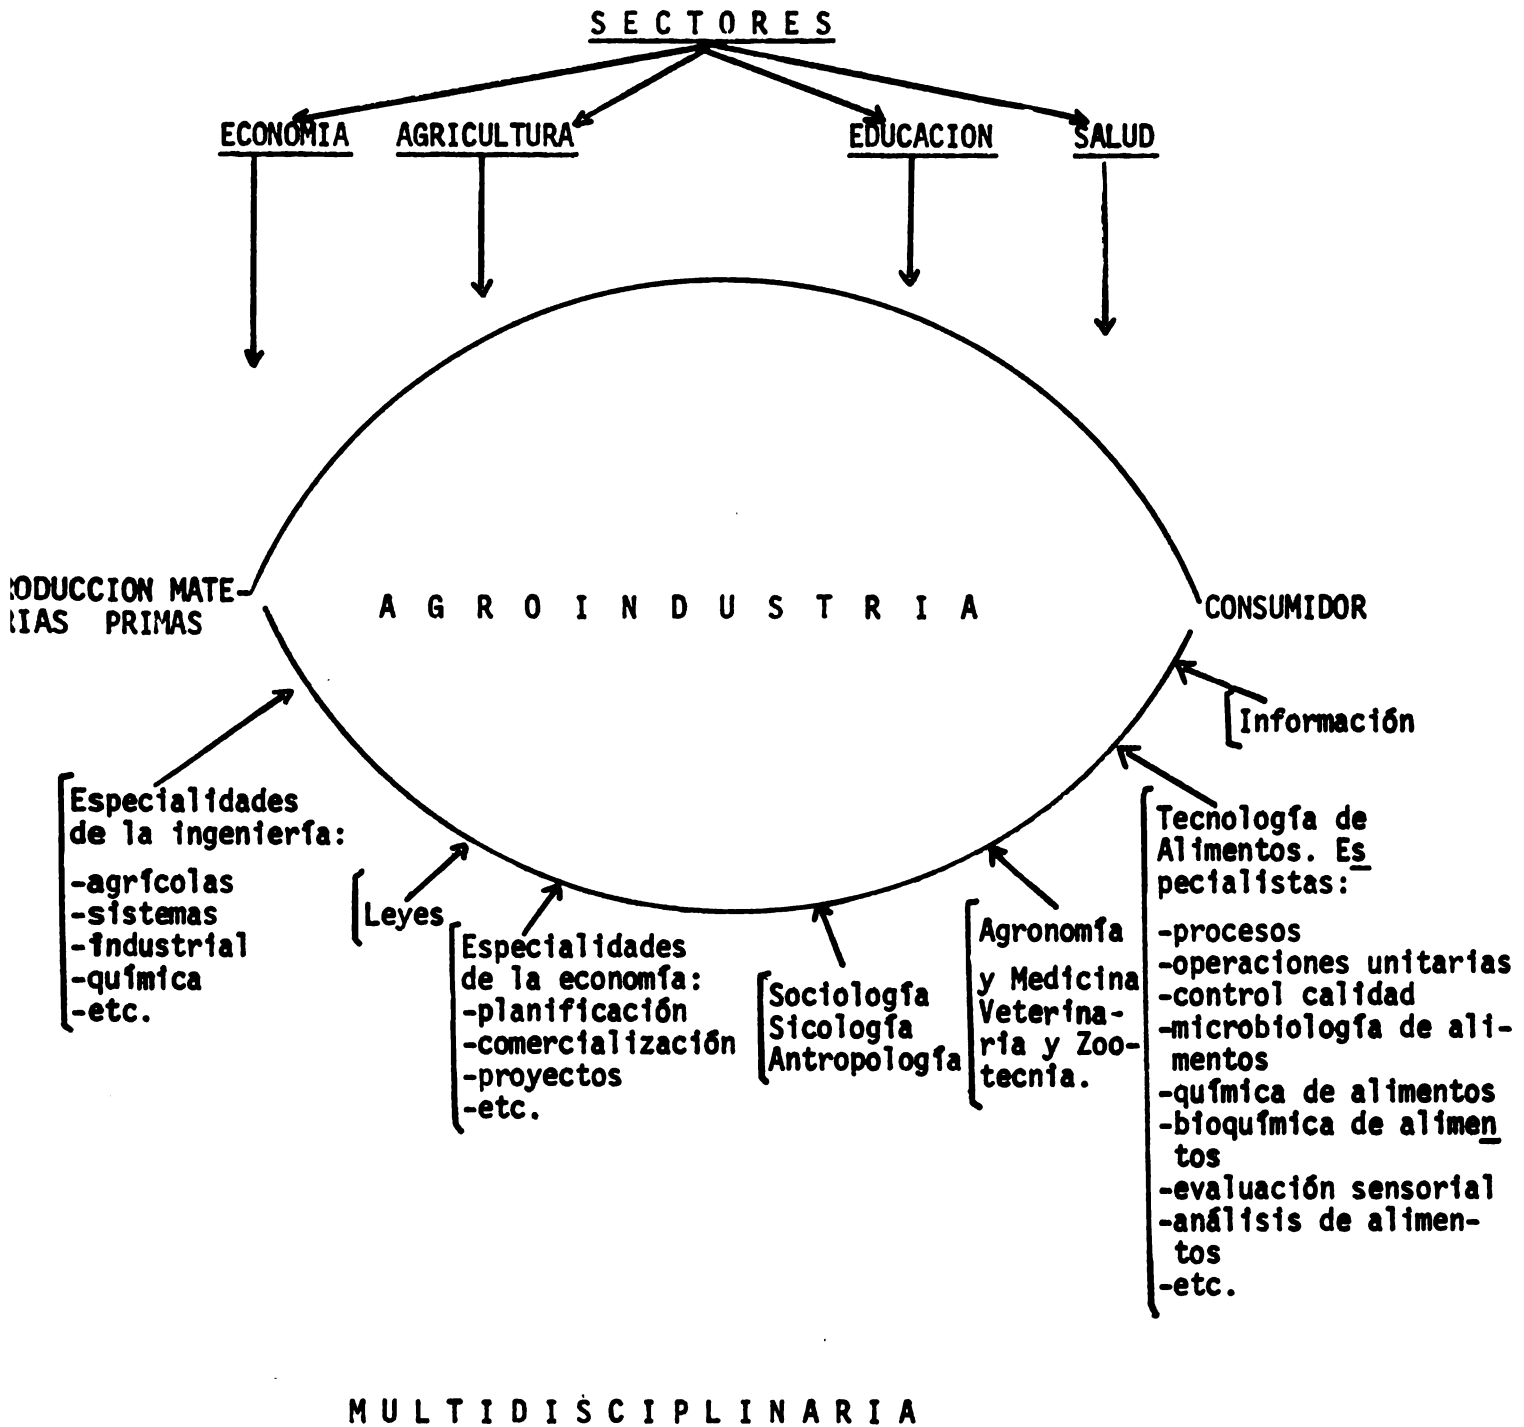 S E C T O R E S
ECONOMIA AGRICULTURA EDUCACION SALUD
RODUCCION MATE-
RIAS PRIMAS
A G R O I N D U S T R I A
CONSUMIDOR
Información
Especialidades
de la ingeniería:
-agrícolas
-sistemas
-industrial
-química
-etc.
Leyes
Especialidades
de la economía:
-planificación
-comercialización
-proyectos
-etc.
Sociología
Sicología
Antropología
Agronomía
y Medicina
Veterina-
ria y Zoo-
tecnia.
Tecnología de
Alimentos. Es
pecialistas:
-procesos
-operaciones unitarias
-control calidad
-microbiología de ali-
mentos
-química de alimentos
-bioquímica de alimen
tos
-evaluación sensorial
-análisis de alimen-
tos
-etc.
M U L T I D I S C I P L I N A R I A